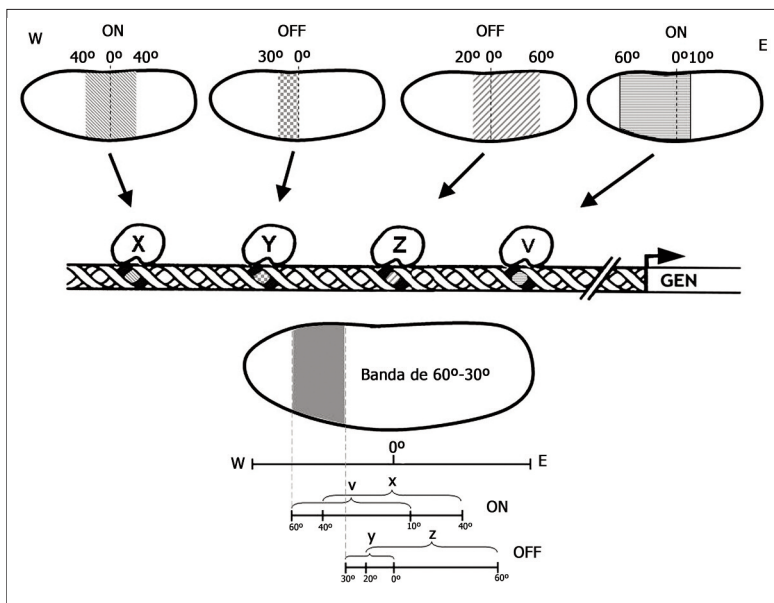 ON OFF OFF ON
W E
40º 0º 40º 30º 0º 20º 0º 60º 60º 0º10º
X Y Z V
GEN
Banda de 60º-30º
0º
W E
x
v
ON
60º 40º 10º 40º
y z
OFF
30º 20º 0º 60º